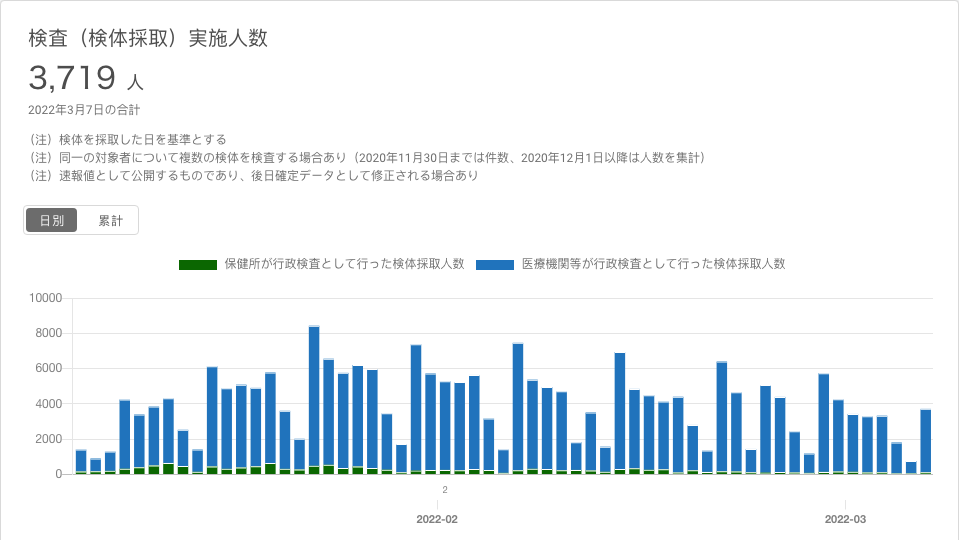 検査（検体採取）実施人数
3,719 人
2022年3月7日の合計
（注）検体を採取した日を基準とする
（注）同一の対象者について複数の検体を検査する場合あり（2020年11月30日までは件数、2020年12月1日以降は人数を集計）
（注）速報値として公開するものであり、後日確定データとして修正される場合あり
日別 累計
保健所が行政検査として行った検体採取人数 医療機関等が行政検査として行った検体採取人数
10000
8000
6000
4000
2000
0
2
2022-02 2022-03